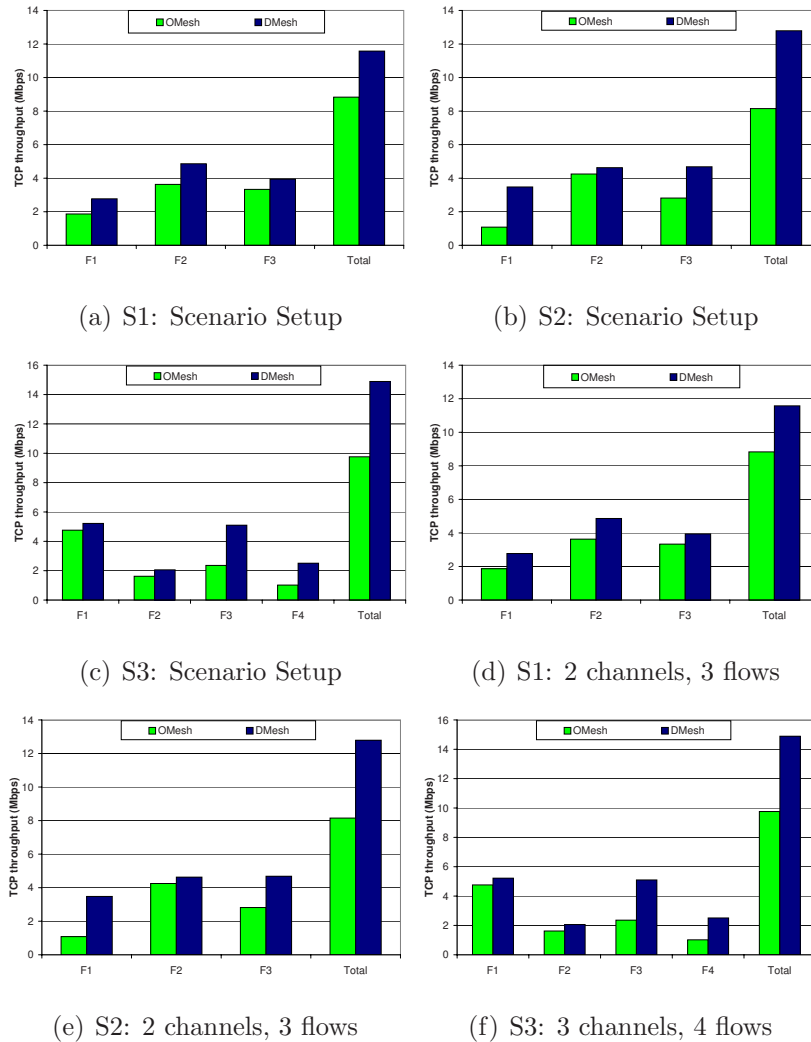 14
12
10
8
6
4
2
0
TCP throughput (Mbps)
OMesh DMesh
F1 F2 F3 Total
(a) S1: Scenario Setup
14
12
10
8
6
4
2
0
TCP throughput (Mbps)
OMesh DMesh
F1 F2 F3 Total
(b) S2: Scenario Setup
16
14
12
10
8
6
4
2
0
TCP throughput (Mbps)
OMesh DMesh
F1 F2 F3 F4 Total
(c) S3: Scenario Setup
14
12
10
8
6
4
2
0
TCP throughput (Mbps)
OMesh DMesh
F1 F2 F3 Total
(d) S1: 2 channels, 3 flows
14
12
10
8
6
4
2
0
TCP throughput (Mbps)
OMesh DMesh
F1 F2 F3 Total
(e) S2: 2 channels, 3 flows
16
14
12
10
8
6
4
2
0
TCP throughput (Mbps)
OMesh DMesh
F1 F2 F3 F4 Total
(f) S3: 3 channels, 4 flows